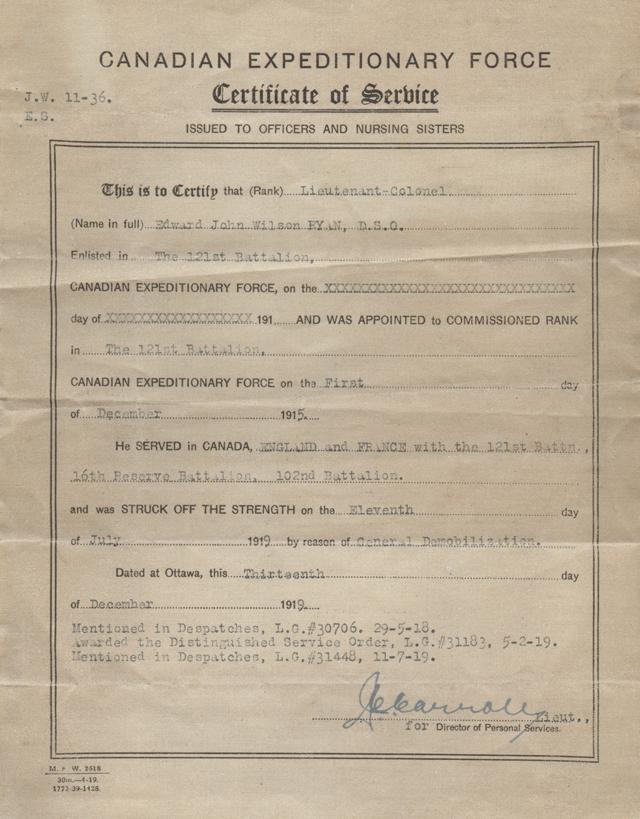 CANADIAN EXPEDITIONARY FORCE
Certificate of Service
J.W. 11-36.
E.S.
ISSUED TO OFFICERS AND NURSING SISTERS
This is to Certify that (Rank) Lieutenant-Colonel
(Name in full) Edward John Wilson RYAN, D.S.O.
Enlisted in The 121st Battalion,
CANADIAN EXPEDITIONARY FORCE, on the XXXXXXXXXXXXXXXXXXXXXXXXXXXXXXX
day of XXXXXXXXXXXXXXXXXX 191 AND WAS APPOINTED to COMMISSIONED RANK
in The 121st Battalion,
CANADIAN EXPEDITIONARY FORCE on the First day
of December 1915.
He SERVED in CANADA, ENGLAND and FRANCE with the 121st Battn.,
16th Reserve Battalion, 102nd Battalion.
and was STRUCK OFF THE STRENGTH on the Eleventh day
of July 1919 by reason of General Demobilization.
Dated at Ottawa, this Thirteenth day
of December 1919.
Mentioned in Despatches, L.G.#30706. 29-5-18.
Awarded the Distinguished Service Order, L.G.#31183, 5-2-19.
Mentioned in Despatches, L.G.#31448, 11-7-19.
Lieut.,
for Director of Personal Services.
M. F. W. 2618
30m.—4-19.
1772-39-1428.